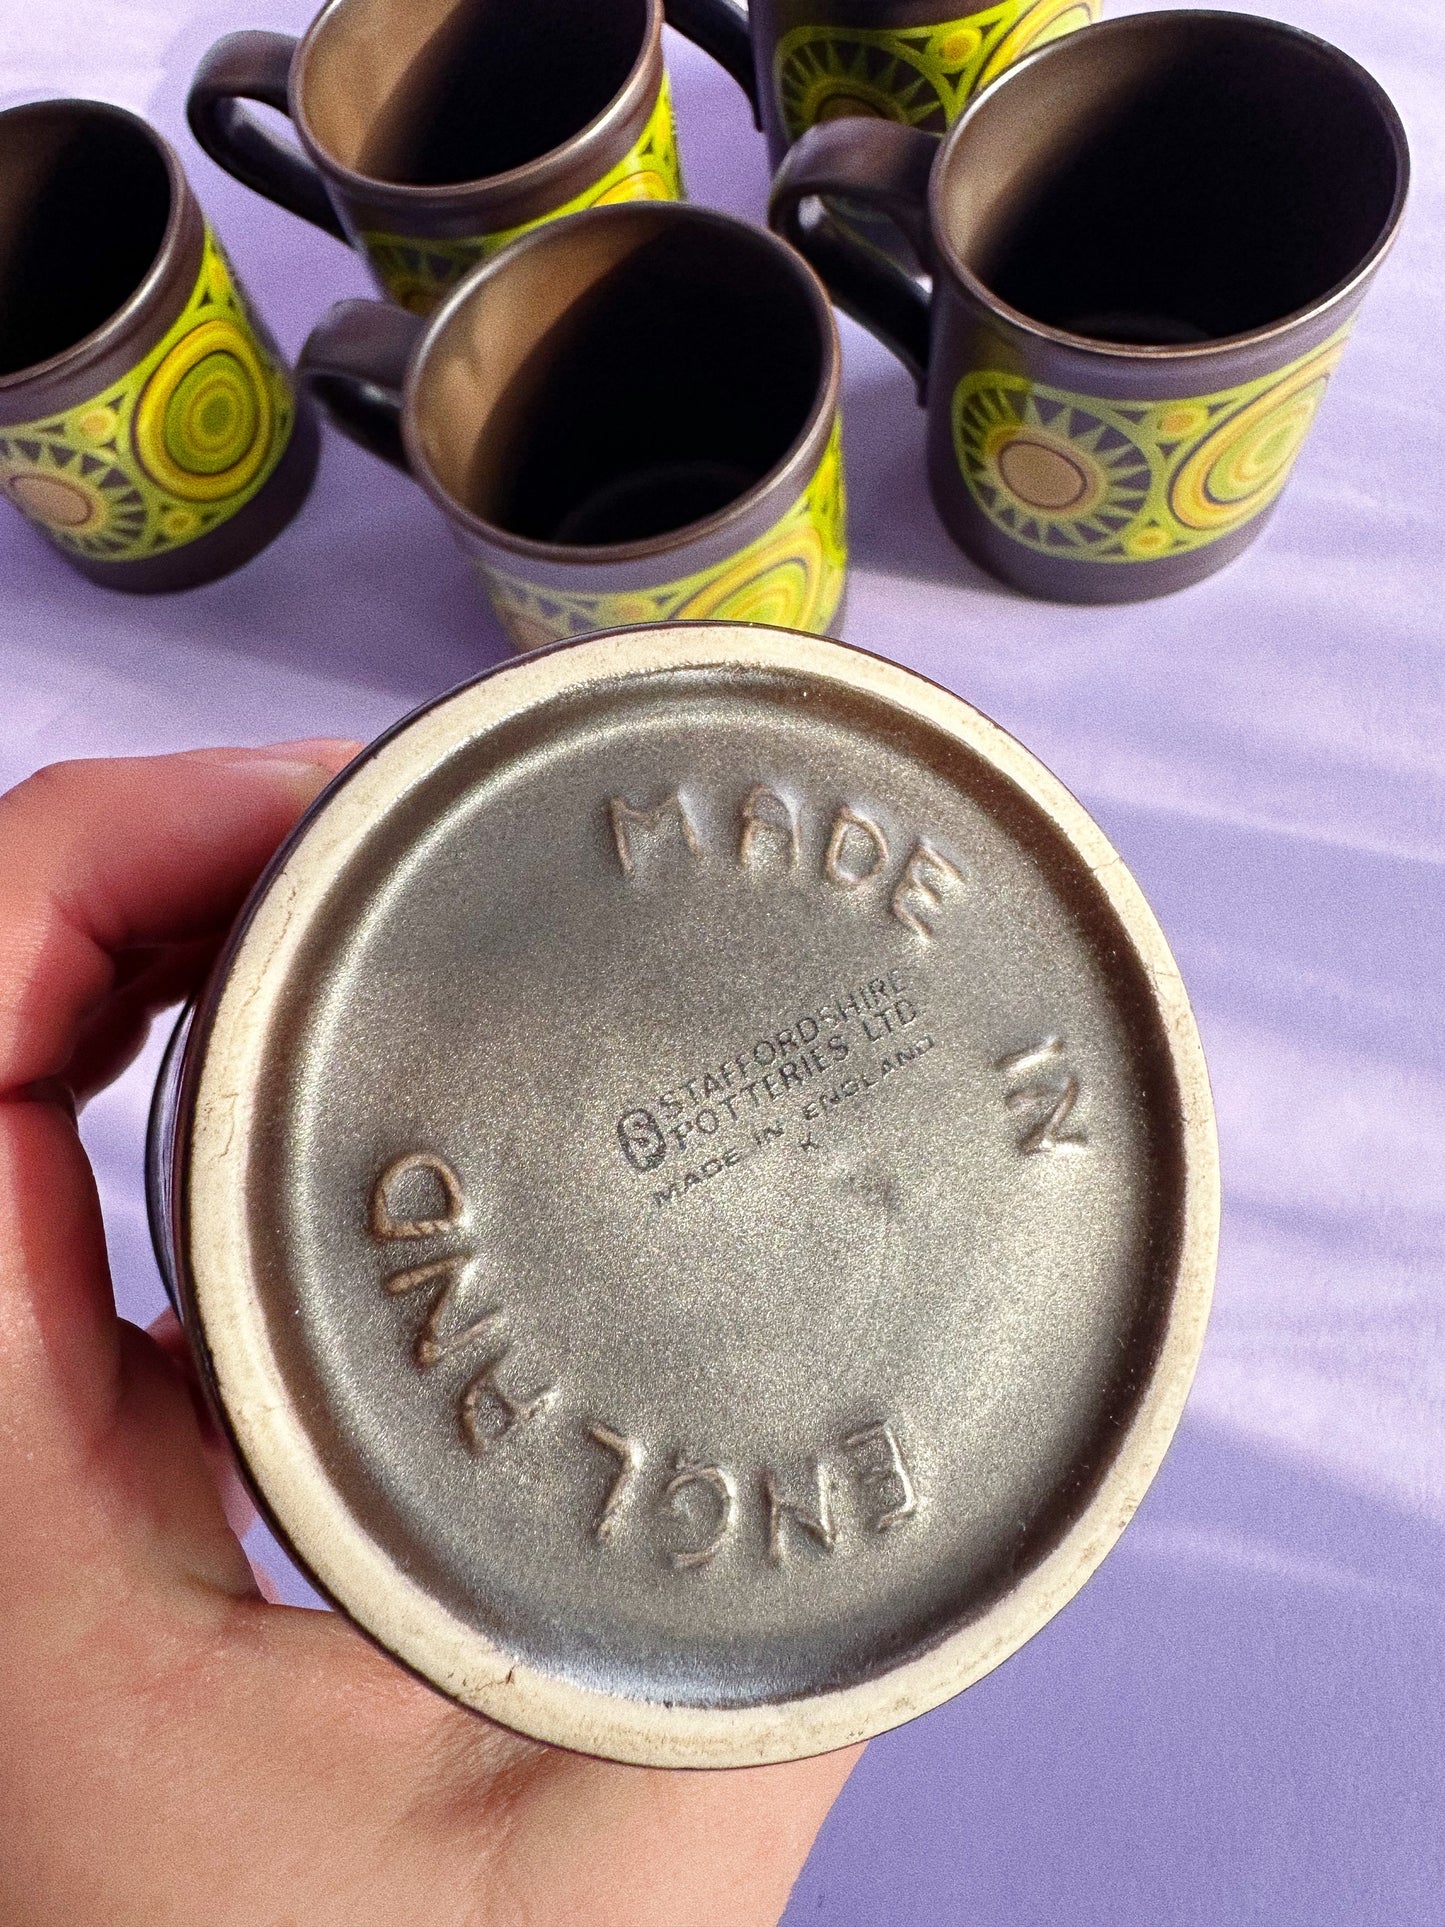 MADE IN ENGLAND
S STAFFORDSHIRE
POTTERIES LTD
MADE IN ENGLAND
K